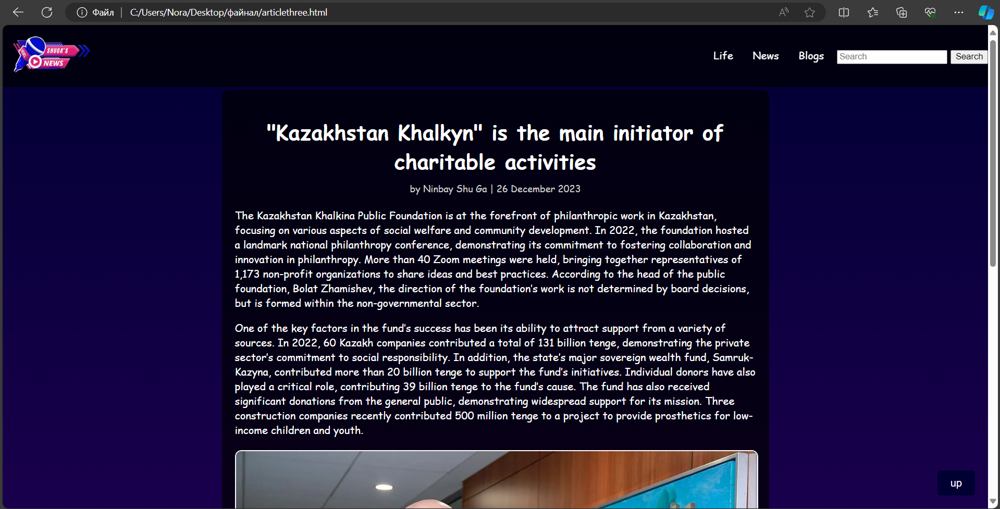 Файл
C:/Users/Nora/Desktop/файнал/articlethree.html
SHUGA'S
NEWS
NEWS
Life
News
Blogs
Search
Search
"Kazakhstan Khalkyn" is the main initiator of
charitable activities
by Ninbay Shu Ga | 26 December 2023
The Kazakhstan Khalkina Public Foundation is at the forefront of philanthropic work in Kazakhstan,
focusing on various aspects of social welfare and community development. In 2022, the foundation hosted
a landmark national philanthropy conference, demonstrating its commitment to fostering collaboration and
innovation in philanthropy. More than 40 Zoom meetings were held, bringing together representatives of
1,173 non-profit organizations to share ideas and best practices. According to the head of the public
foundation, Bolat Zhamishev, the direction of the foundation's work is not determined by board decisions,
but is formed within the non-governmental sector.
One of the key factors in the fund's success has been its ability to attract support from a variety of
sources. In 2022, 60 Kazakh companies contributed a total of 131 billion tenge, demonstrating the private
sector's commitment to social responsibility. In addition, the state's major sovereign wealth fund, Samruk-
Kazyna, contributed more than 20 billion tenge to support the fund's initiatives. Individual donors have also
played a critical role, contributing 39 billion tenge to the fund's cause. The fund has also received
significant donations from the general public, demonstrating widespread support for its mission. Three
construction companies recently contributed 500 million tenge to a project to provide prosthetics for low-
income children and youth.
up